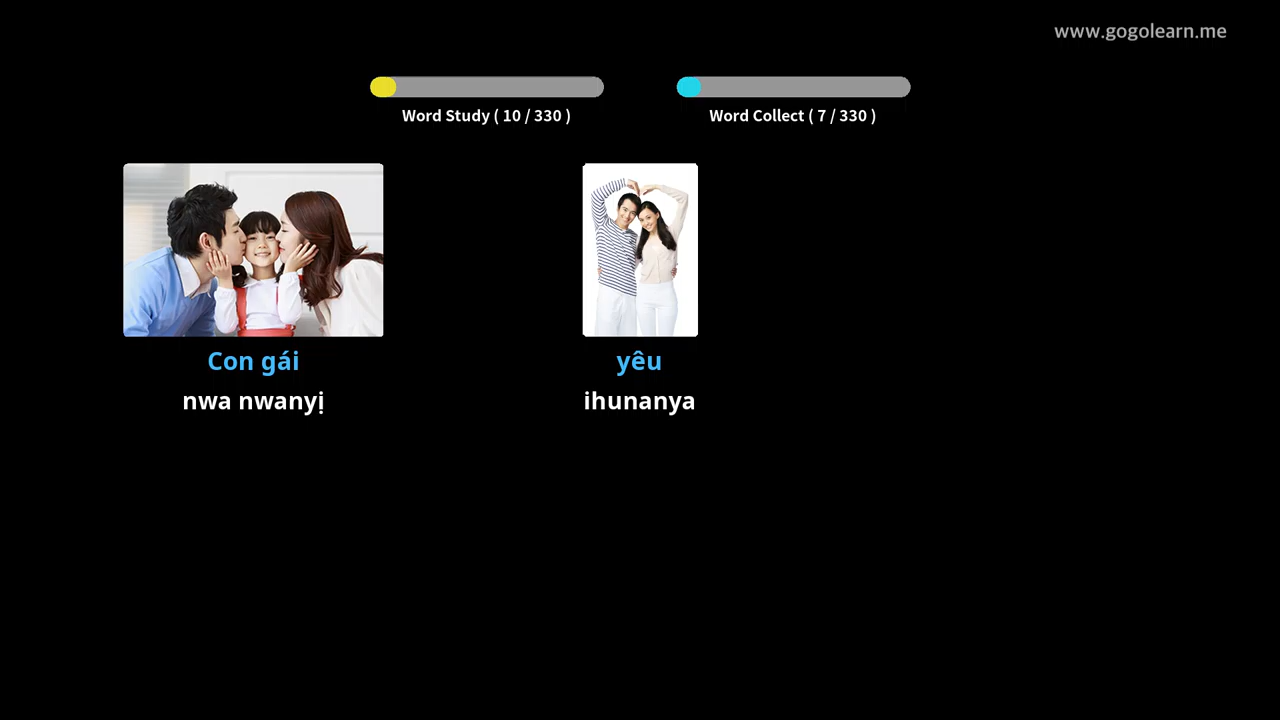 www.gogolearn.me
Word Study ( 10 / 330 )
Word Collect ( 7 / 330 )
Con gái
nwa nwanyị
yêu
ihunanya